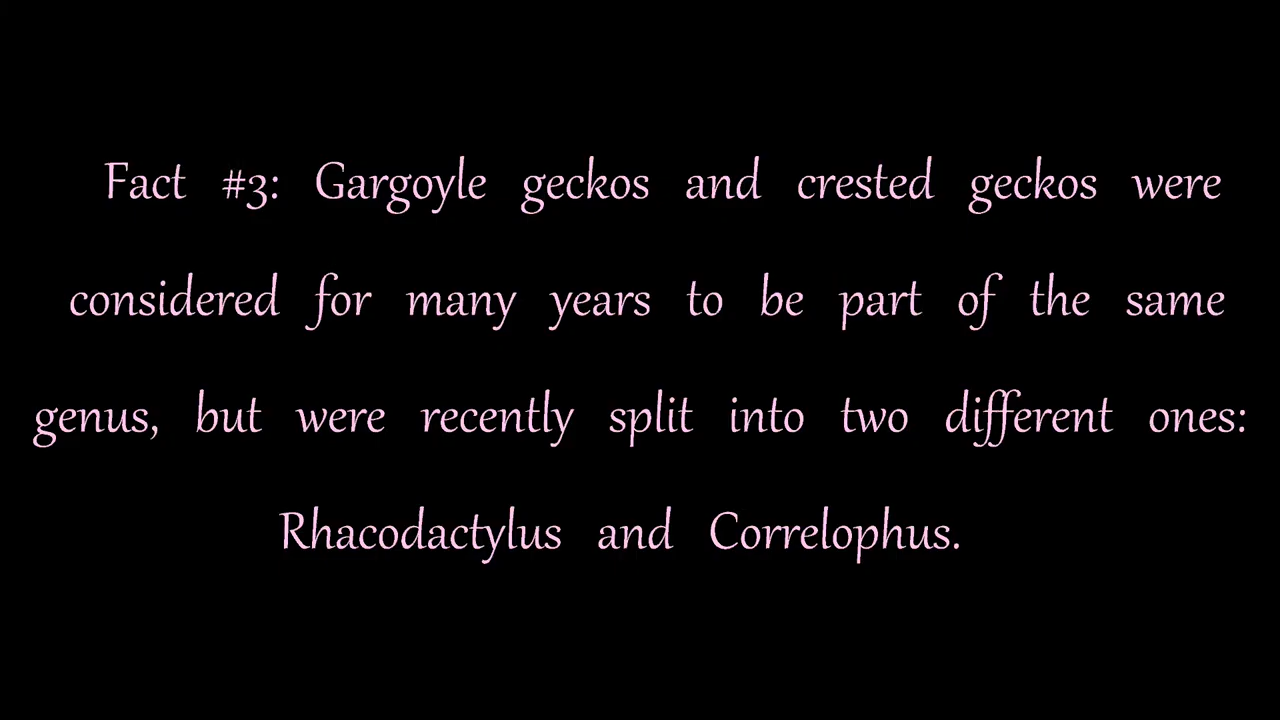 Fact #3: Gargoyle geckos and crested geckos were
considered for many years to be part of the same
genus, but were recently split into two different ones:
Rhacodactylus and Correlophus.